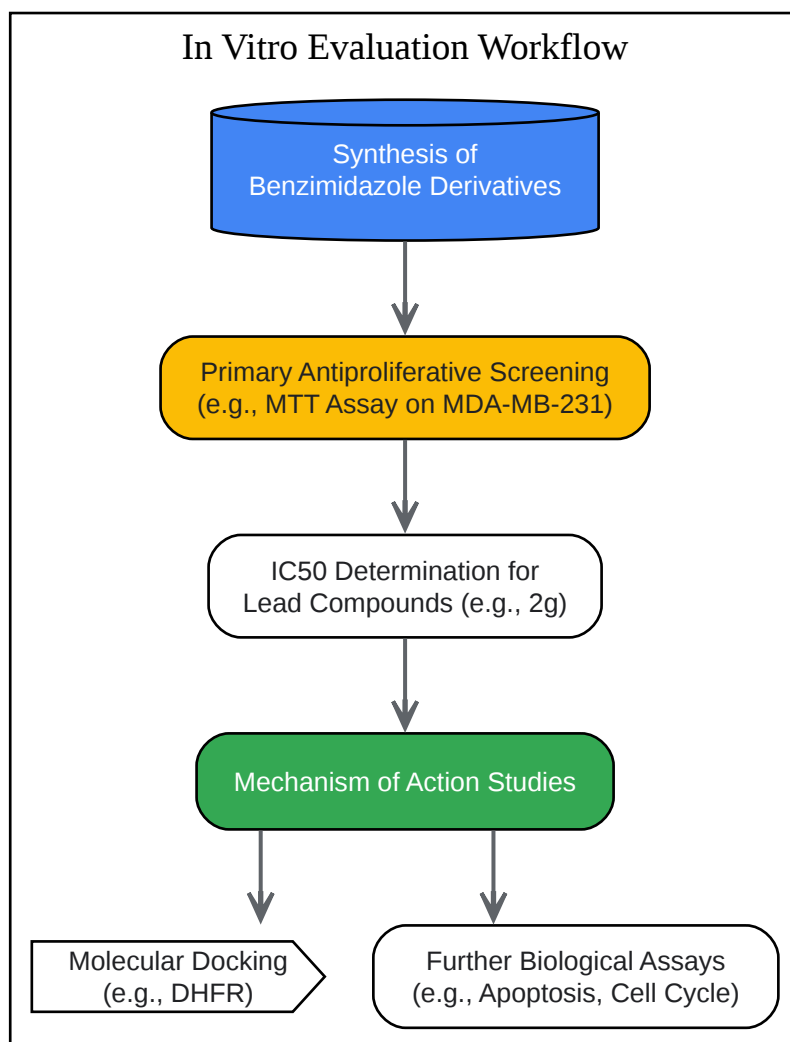 In Vitro Evaluation Workflow
Synthesis of
Benzimidazole Derivatives
Primary Antiproliferative Screening
(e.g., MTT Assay on MDA-MB-231)
IC50 Determination for
Lead Compounds (e.g., 2g)
Mechanism of Action Studies
Molecular Docking
(e.g., DHFR)
Further Biological Assays
(e.g., Apoptosis, Cell Cycle)